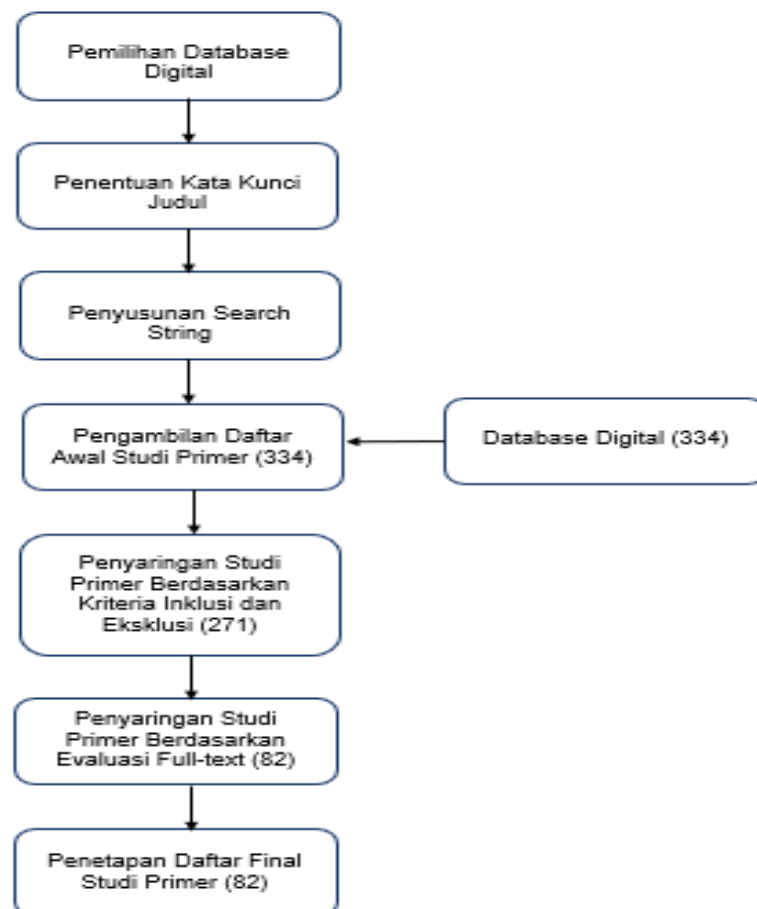 Pemilihan Database
Digital
Penentuan Kata Kunci
Judul
Penyusunan Search
String
Pengambilan Daftar
Awal Studi Primer (334)
Database Digital (334)
Penyaringan Studi
Primer Berdasarkan
Kriteria Inklusi dan
Eksklusi (271)
Penyaringan Studi
Primer Berdasarkan
Evaluasi Full-text (82)
Penetapan Daftar Final
Studi Primer (82)